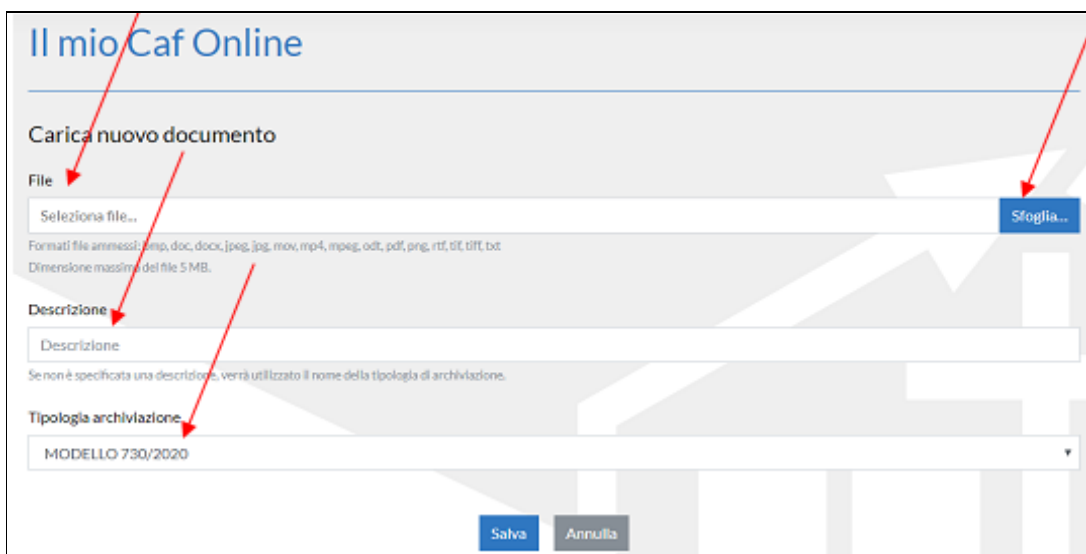 Il mio Caf Online
Carica nuovo documento
File
Seleziona file...
Sfoglia...
Formati file ammessi: bmp, doc, docx, jpeg, jpg, mov, mp4, mpeg, odt, pdf, png, rtf, tif, tiff, txt
Dimensione massima del file 5 MB.
Descrizione
Descrizione
Se non è specificata una descrizione, verrà utilizzato il nome della tipologia di archiviazione.
Tipologia archiviazione
MODELLO 730/2020
Salva
Annulla